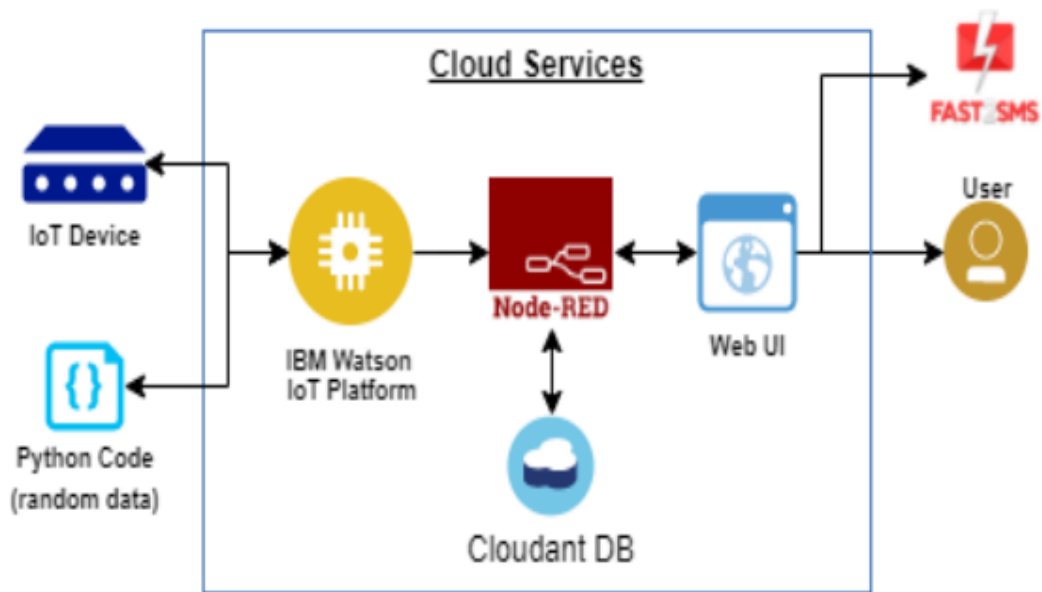 Cloud Services
FAST2SMS
IoT Device
User
Node-RED
IBM Watson
IoT Platform
Web UI
Python Code
(random data)
{}
Cloudant DB